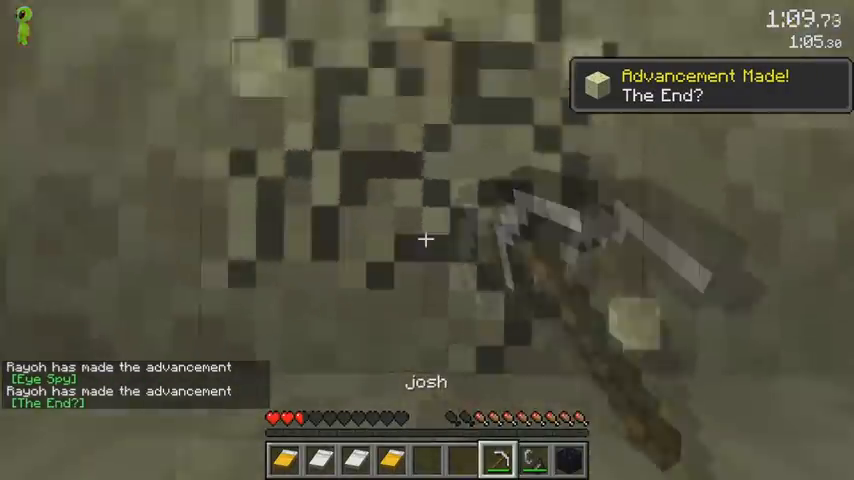 1:09.73
1:05.30
Advancement Made!
The End?
Rayoh has made the advancement
[Eye Spy]
Rayoh has made the advancement
[The End?]
josh